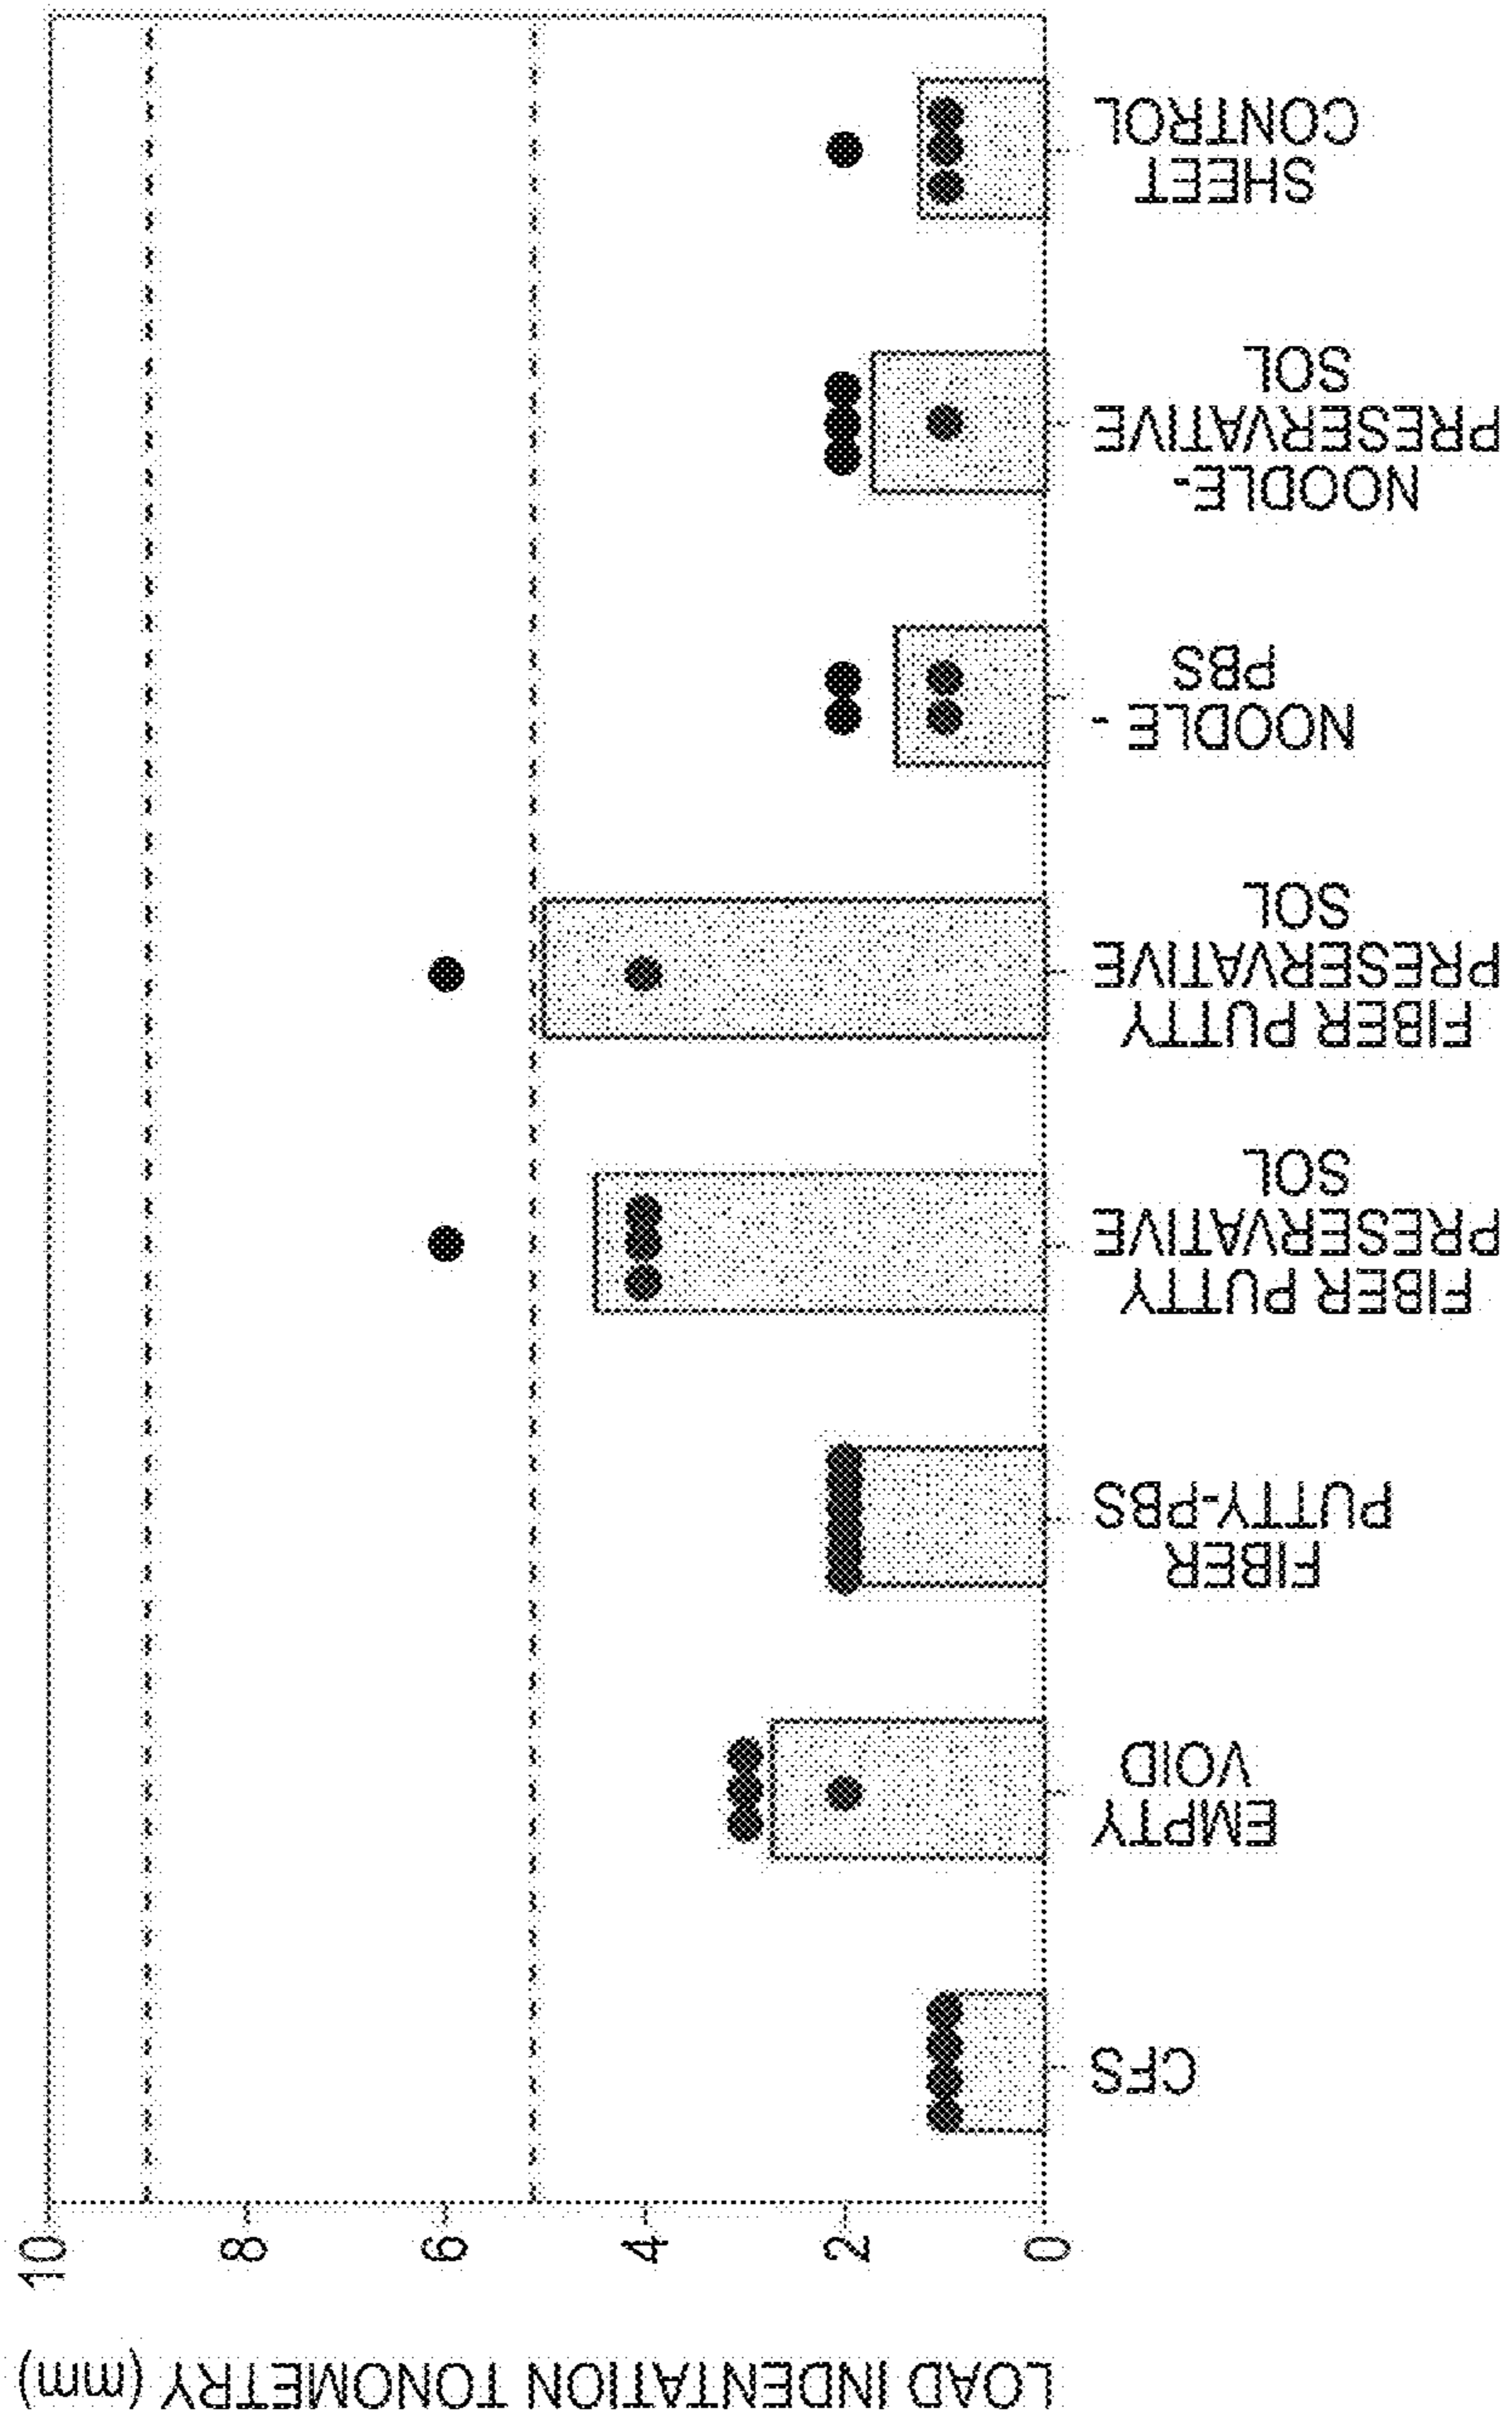 LOAD INDENTATION TONOMETRY (mm)
10
8
6
4
2
0
CFS
EMPTY
VOID
FIBER
PUTTY-PBS
FIBER PUTTY
PRESERVATIVE
SOL
FIBER PUTTY
PRESERVATIVE
SOL
NOODLE -
PBS
NOODLE-
PRESERVATIVE
SOL
SHEET
CONTROL